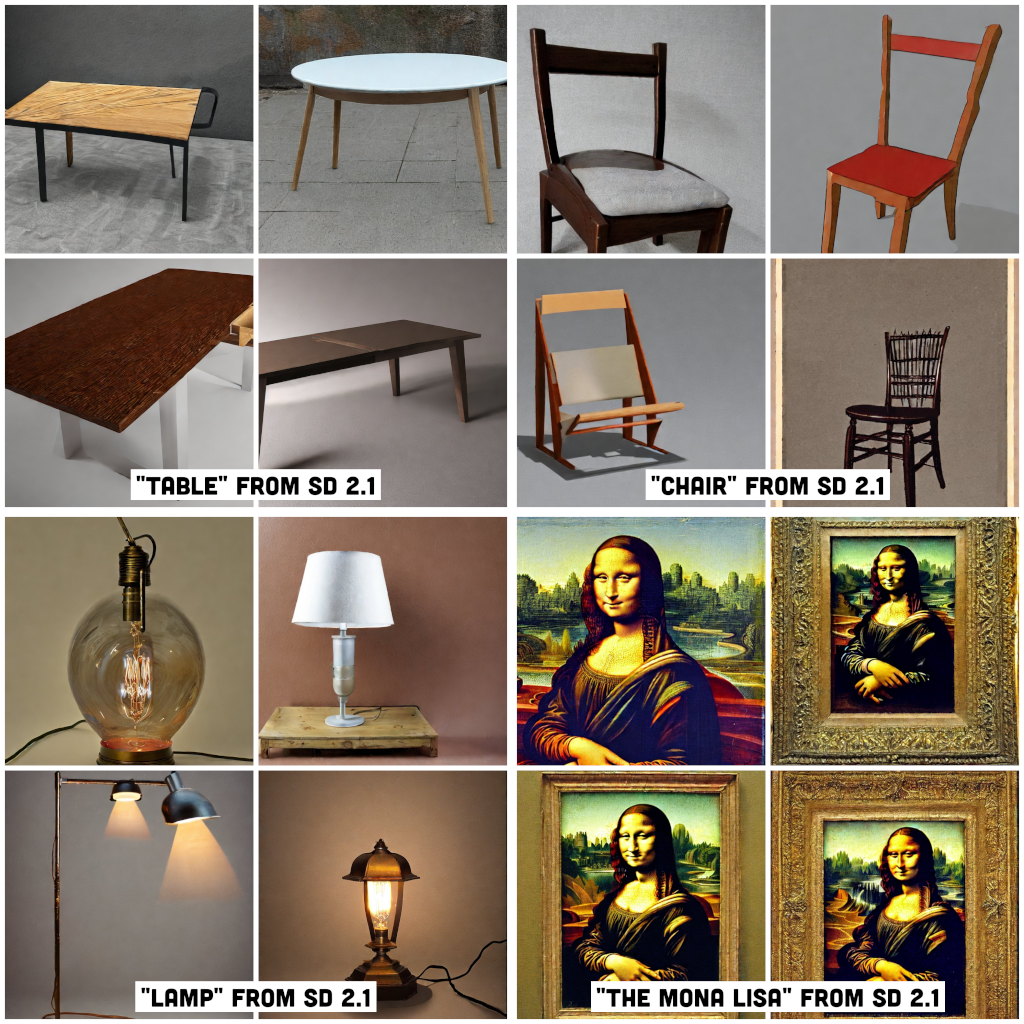 "TABLE" FROM SD 2.1
"CHAIR" FROM SD 2.1
"LAMP" FROM SD 2.1
"THE MONA LISA" FROM SD 2.1